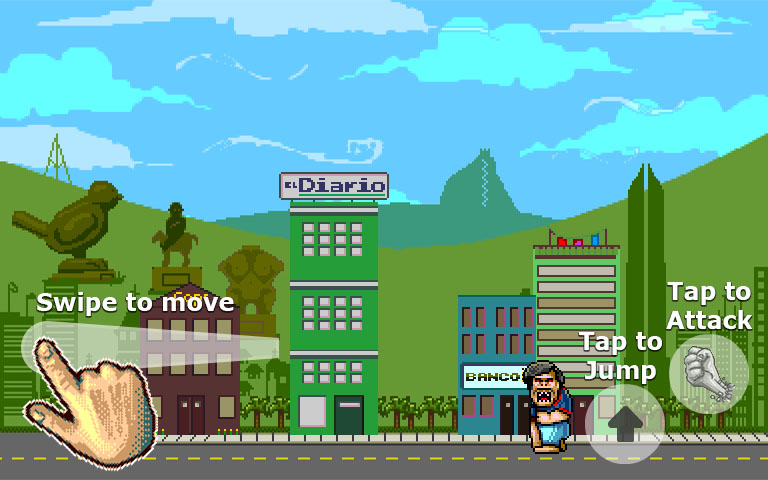 EL Diario
Swipe to move
Tap to
Attack
Tap to
Jump
BANCO